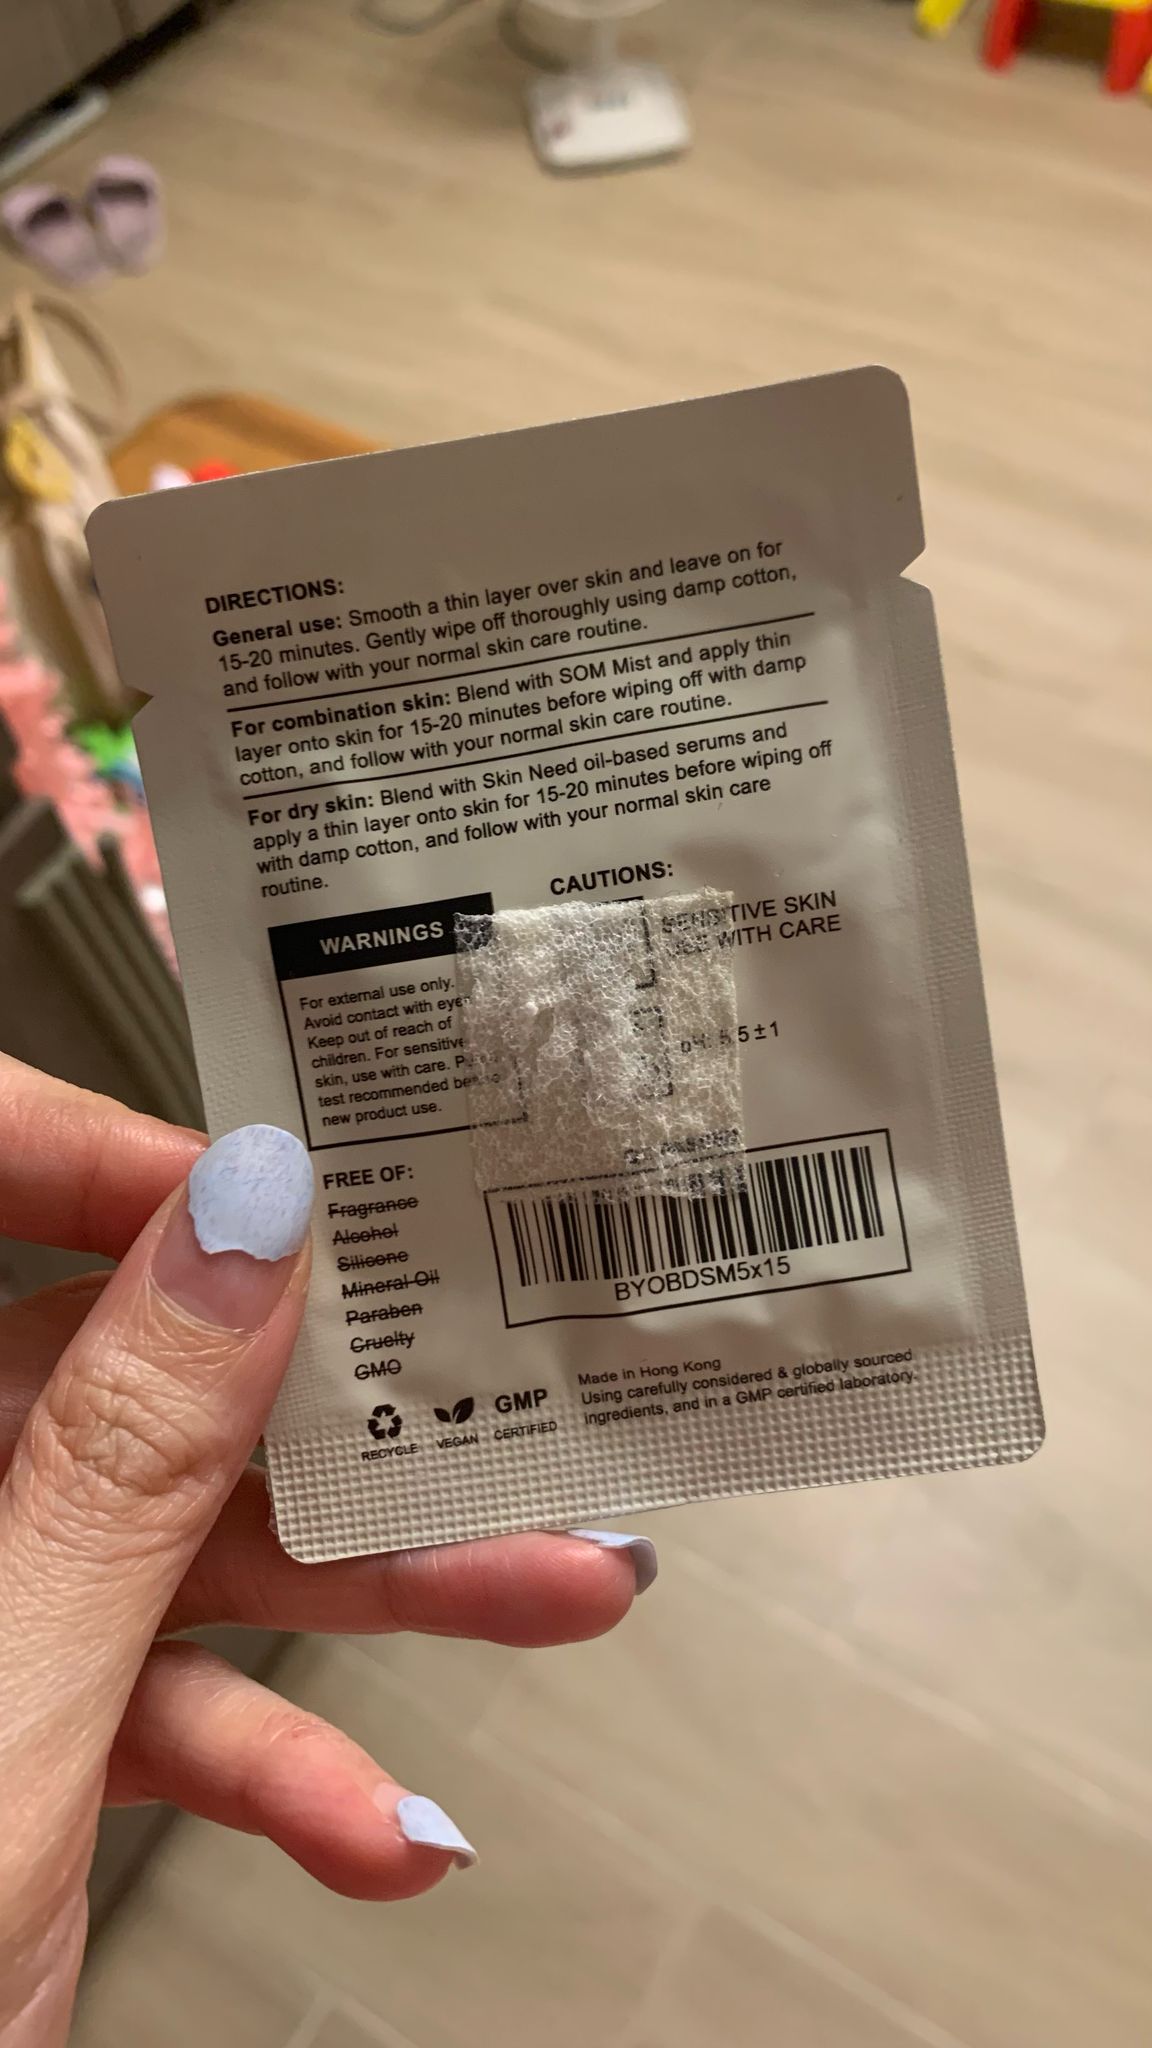 DIRECTIONS:
General use: Smooth a thin layer over skin and leave on for
15-20 minutes. Gently wipe off thoroughly using damp cotton,
and follow with your normal skin care routine.
For combination skin: Blend with SOM Mist and apply thin
layer onto skin for 15-20 minutes before wiping off with damp
cotton, and follow with your normal skin care routine.
For dry skin: Blend with Skin Need oil-based serums and
apply a thin layer onto skin for 15-20 minutes before wiping off
with damp cotton, and follow with your normal skin care
routine.
WARNINGS
For external use only.
Avoid contact with eyes
Keep out of reach of
children. For sensitive
skin, use with care.
test recommended before
new product use.
CAUTIONS:
SENSITIVE SKIN
USE WITH CARE
pH: 5.5 ± 1
FREE OF:
Fragrance
Alcohol
Silicone
Mineral Oil
Paraben
Cruelty
GMO
BYOBDSM5x15
RECYCLE
VEGAN
GMP
CERTIFIED
Made in Hong Kong
Using carefully considered & globally sourced
ingredients, and in a GMP certified laboratory.